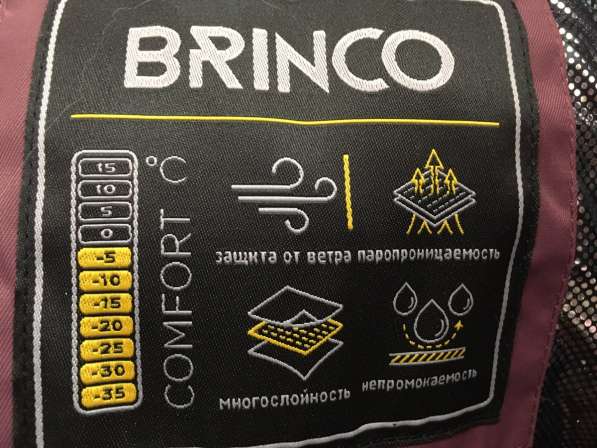 BRINCO
15
10
5
0
-5
-10
-15
-20
-25
-30
-35
COMFORT °C
защита от ветра
паропроницаемость
многослойность
непромокаемость